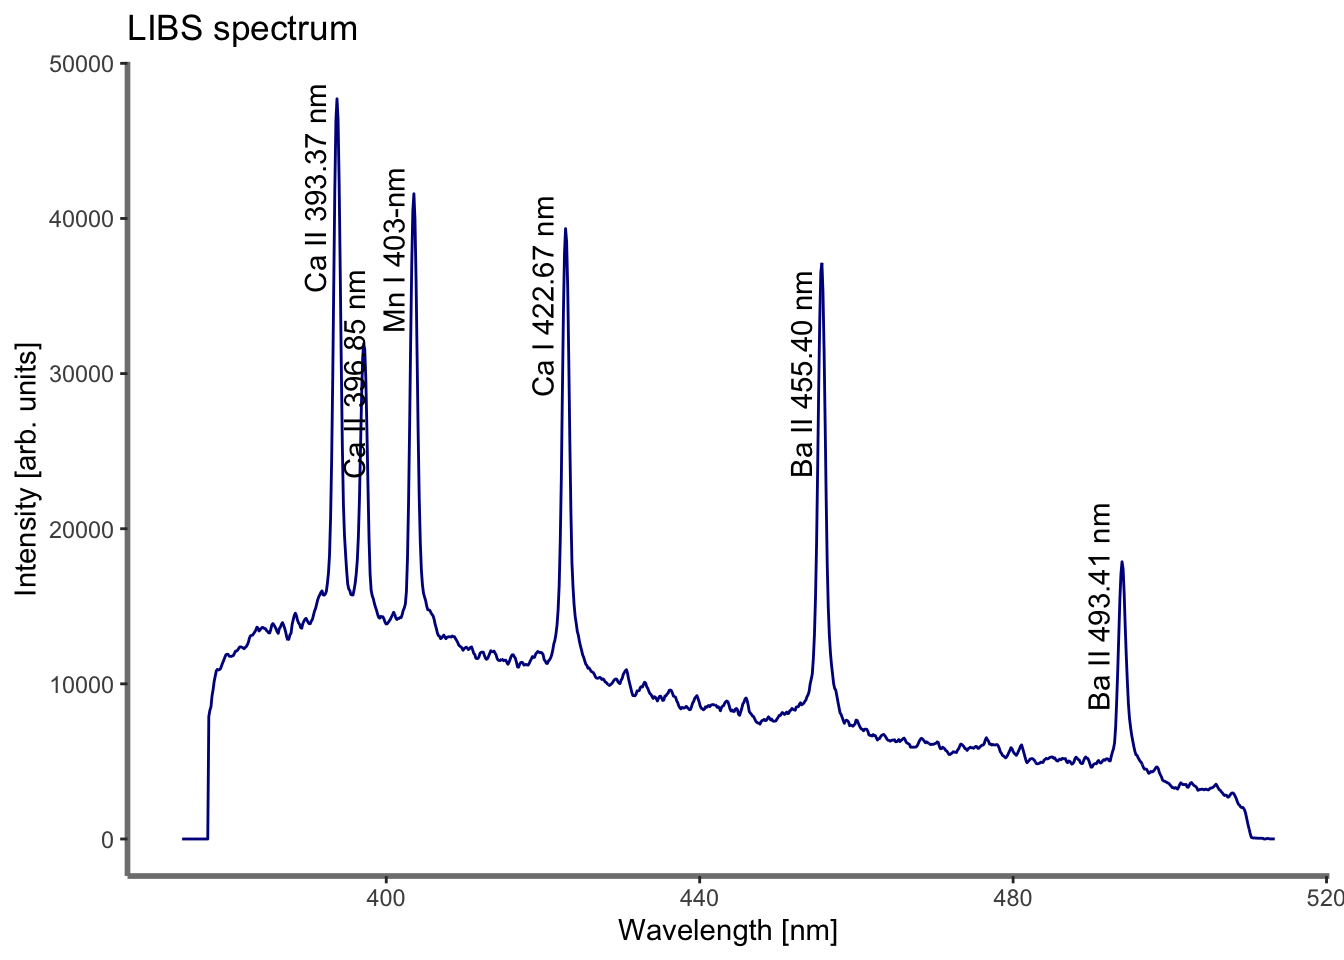 LIBS spectrum
50000
40000
30000
20000
10000
0
Intensity [arb. units]
Ca II 393.37 nm
Ca II 396.85 nm
Mn I 403-nm
Ca I 422.67 nm
Ba II 455.40 nm
Ba II 493.41 nm
400
440
480
520
Wavelength [nm]